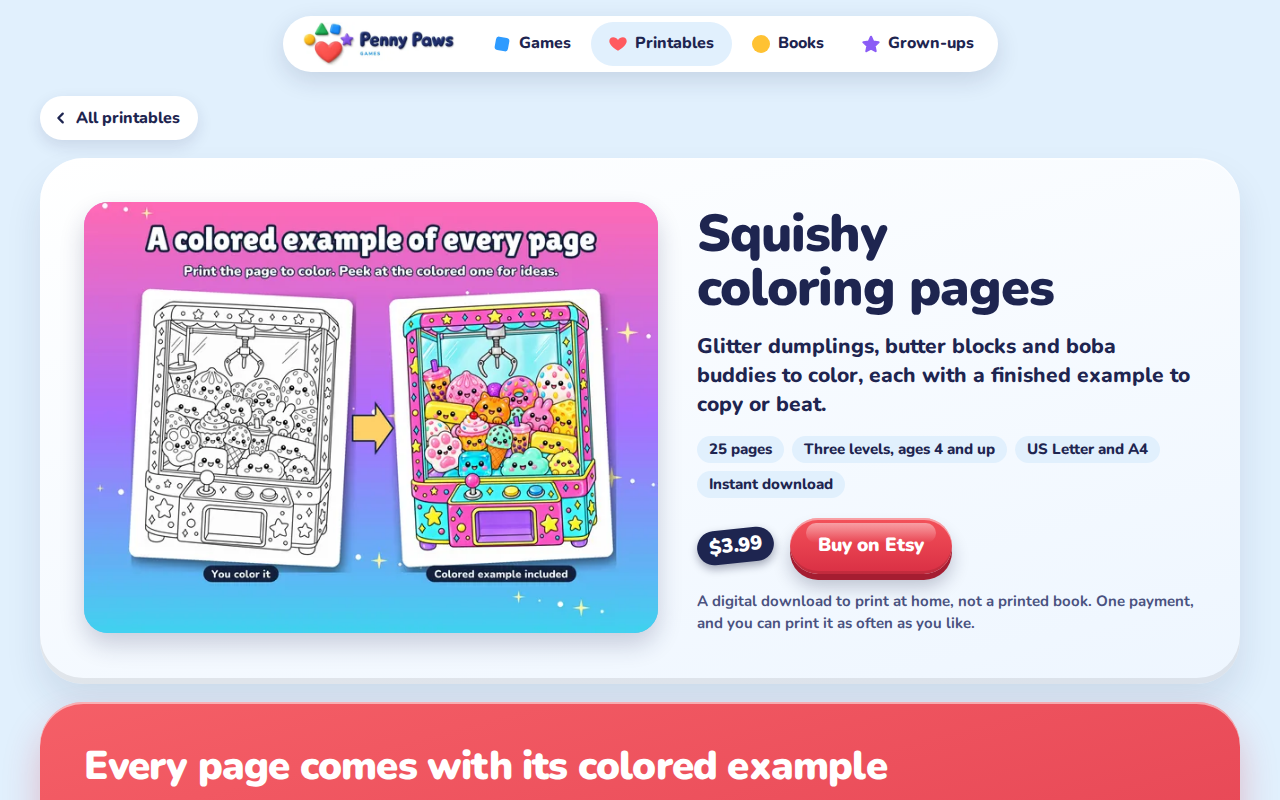 Penny Paws
GAMES
Games
Printables
Books
Grown-ups
All printables
A colored example of every page
Print the page to color. Peek at the colored one for ideas.
You color it
Colored example included
Squishy
coloring pages
Glitter dumplings, butter blocks and boba
buddies to color, each with a finished example to
copy or beat.
25 pages
Three levels, ages 4 and up
US Letter and A4
Instant download
$3.99
Buy on Etsy
A digital download to print at home, not a printed book. One payment,
and you can print it as often as you like.
Every page comes with its colored example